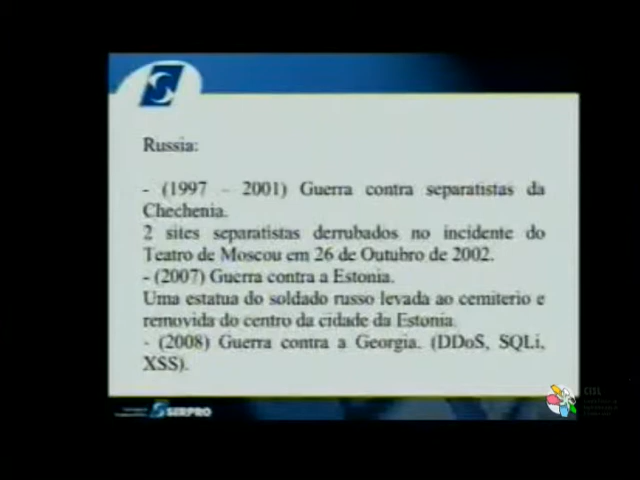 Russia:
- (1997 - 2001) Guerra contra separatistas da
Chechenia.
2 sites separatistas derrubados no incidente do
Teatro de Moscou em 26 de Outubro de 2002.
- (2007) Guerra contra a Estonia.
Uma estatua do soldado russo levada ao cemiterio e
removida do centro da cidade da Estonia.
- (2008) Guerra contra a Georgia. (DDoS, SQLi,
XSS).
SERPRO